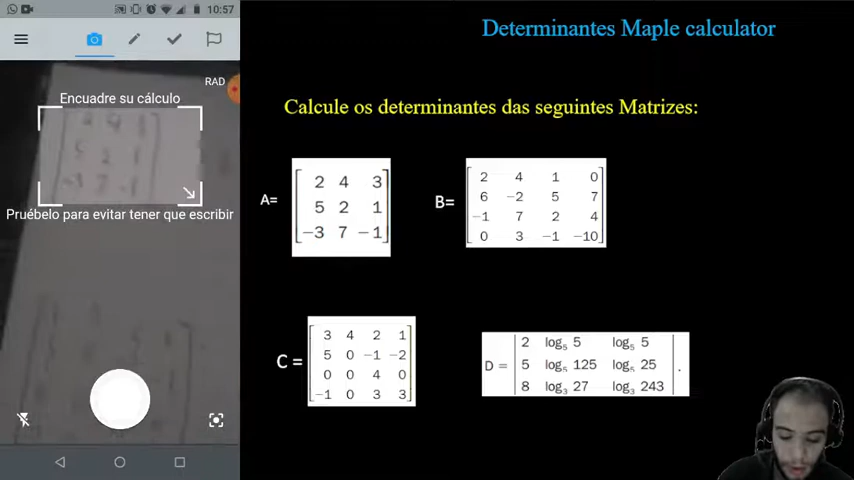 10:57
RAD
Encuadre su cálculo
Pruébelo para evitar tener que escribir
Determinantes Maple calculator
Calcule os determinantes das seguintes Matrizes:
A=
2 4 3
5 2 1
−3 7 −1
B=
2 4 1 0
6 −2 5 7
−1 7 2 4
0 3 −1 −10
C =
3 4 2 1
5 0 −1 −2
0 0 4 0
−1 0 3 3
D =
2 log₅ 5 log₅ 5
5 log₅ 125 log₅ 25
8 log₃ 27 log₃ 243 .